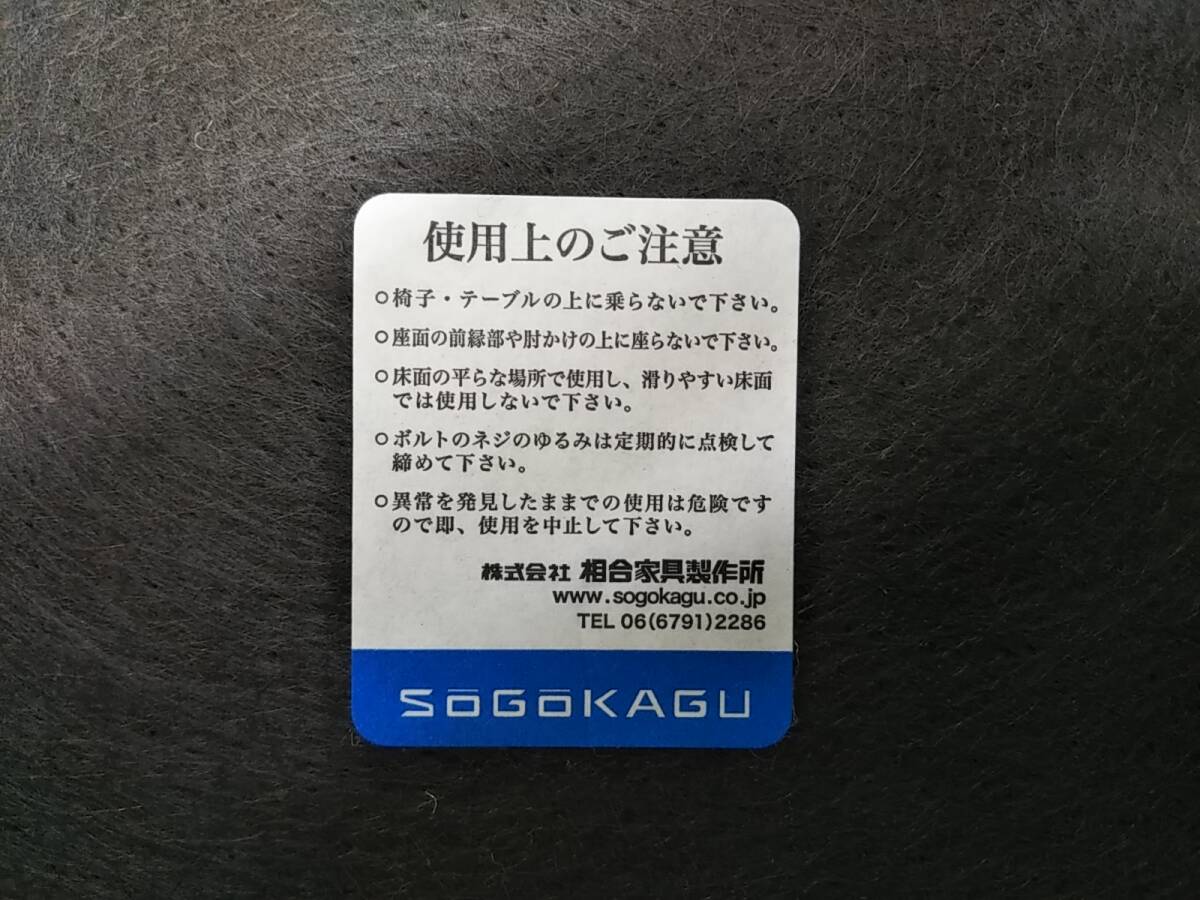 使用上のご注意
○椅子・テーブルの上に乗らないで下さい。
○座面の前縁部や肘かけの上に座らないで下さい。
○床面の平らな場所で使用し、滑りやすい床面
では使用しないで下さい。
○ボルトのネジのゆるみは定期的に点検して
締めて下さい。
○異常を発見したままでの使用は危険です
ので即、使用を中止して下さい。
株式会社 相合家具製作所
www.sogokagu.co.jp
TEL 06(6791)2286
SōGōKAGU